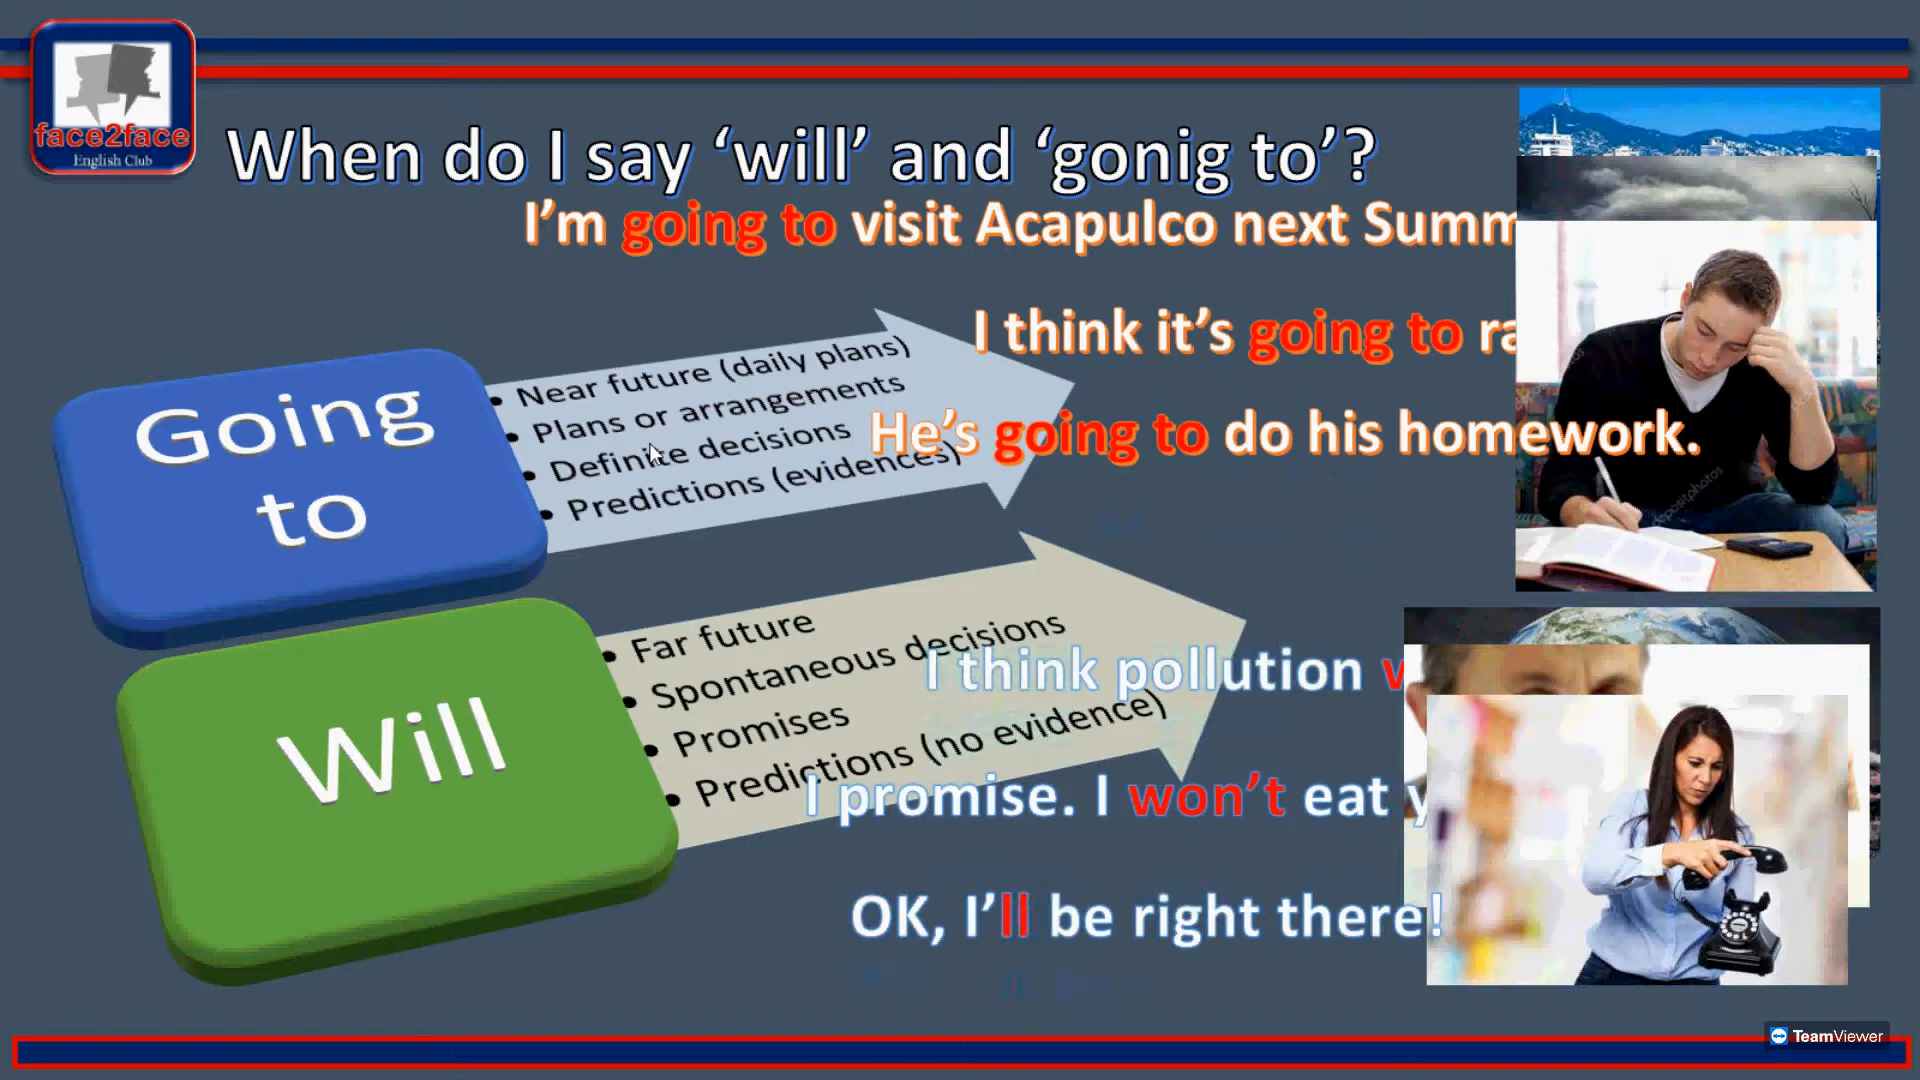 face2face
English Club
When do I say ‘will’ and ‘gonig to’?
I’m going to visit Acapulco next Summ
I think it’s going to ra
He’s going to do his homework.
Going
to
• Near future (daily plans)
• Plans or arrangements
• Definite decisions
• Predictions (evidences)
Will
• Far future
• Spontaneous decisions
• Promises
• Predictions (no evidence)
I think pollution
I promise. I won’t eat y
OK, I’ll be right there!
depositphotos
TeamViewer